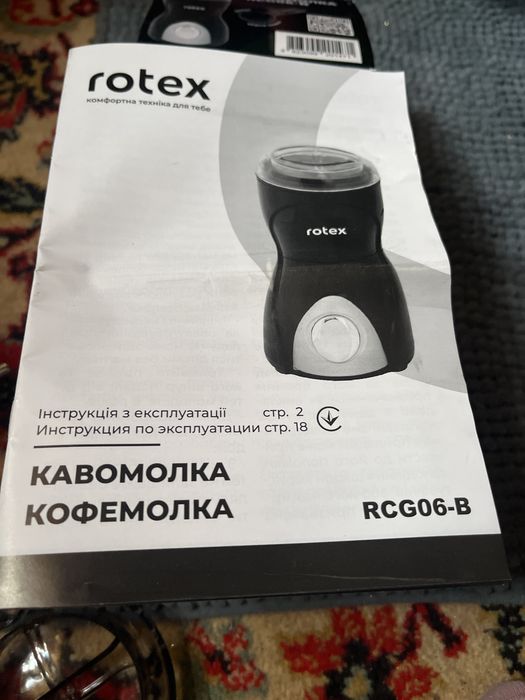 rotex
комфортна техніка для тебе
rotex
Інструкція з експлуатації стр. 2
Инструкция по эксплуатации стр. 18
КАВОМОЛКА
КОФЕМОЛКА
RCG06-B